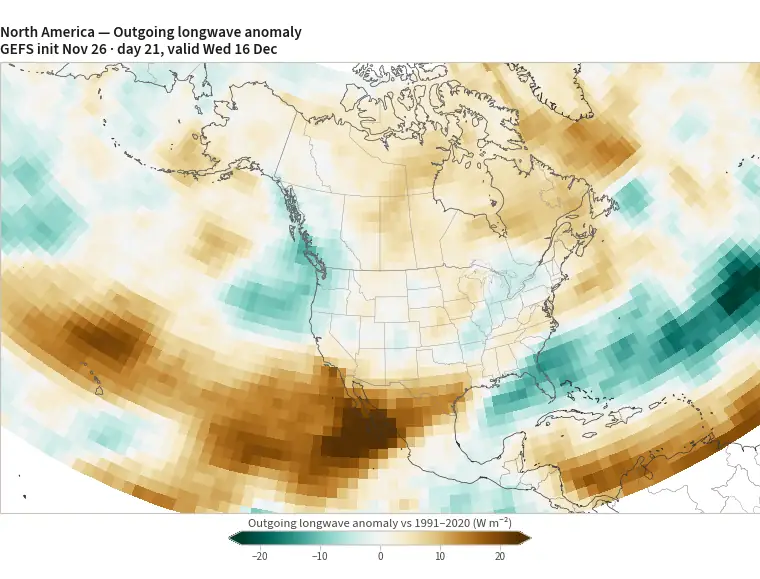 North America — Outgoing longwave anomaly
GEFS init Nov 26 · day 21, valid Wed 16 Dec
Outgoing longwave anomaly vs 1991–2020 (W m⁻²)
−20 −10 0 10 20